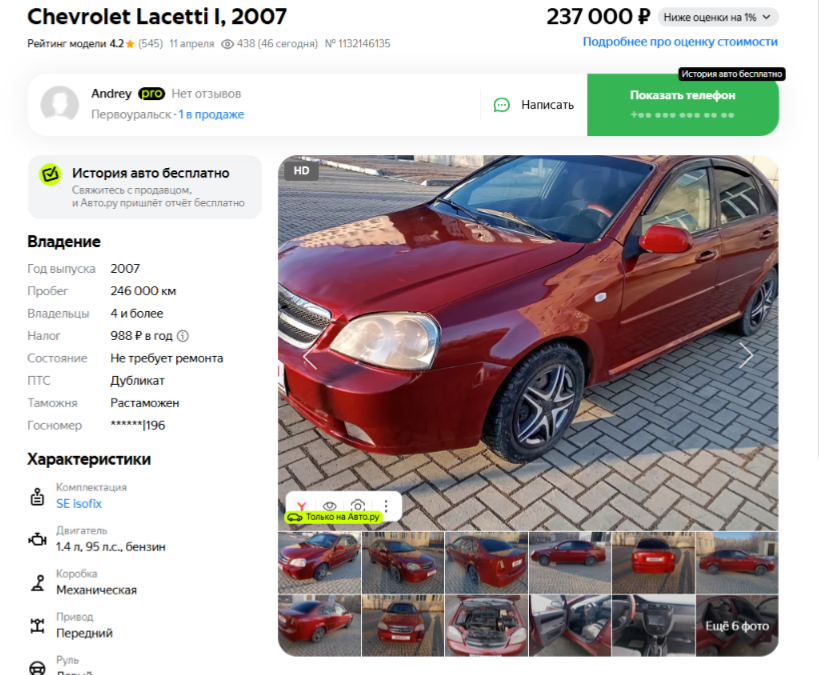 Chevrolet Lacetti I, 2007
237 000 ₽ Ниже оценки на 1%
Рейтинг модели 4.2 (545) 11 апреля 438 (46 сегодня) № 1132146135
Подробнее про оценку стоимости
История авто бесплатно
Andrey pro Нет отзывов
Первоуральск · 1 в продаже
Написать
Показать телефон
История авто бесплатно
Свяжитесь с продавцом,
и Авто.ру пришлёт отчёт бесплатно
HD
Владение
Год выпуска 2007
Пробег 246 000 км
Владельцы 4 и более
Налог 988 ₽ в год
Состояние Не требует ремонта
ПТС Дубликат
Таможня Растаможен
Госномер ******|196
Характеристики
Комплектация
SE isofix
Двигатель
1.4 л, 95 л.с., бензин
Коробка
Механическая
Привод
Передний
Руль
Только на Авто.ру
Ещё 6 фото